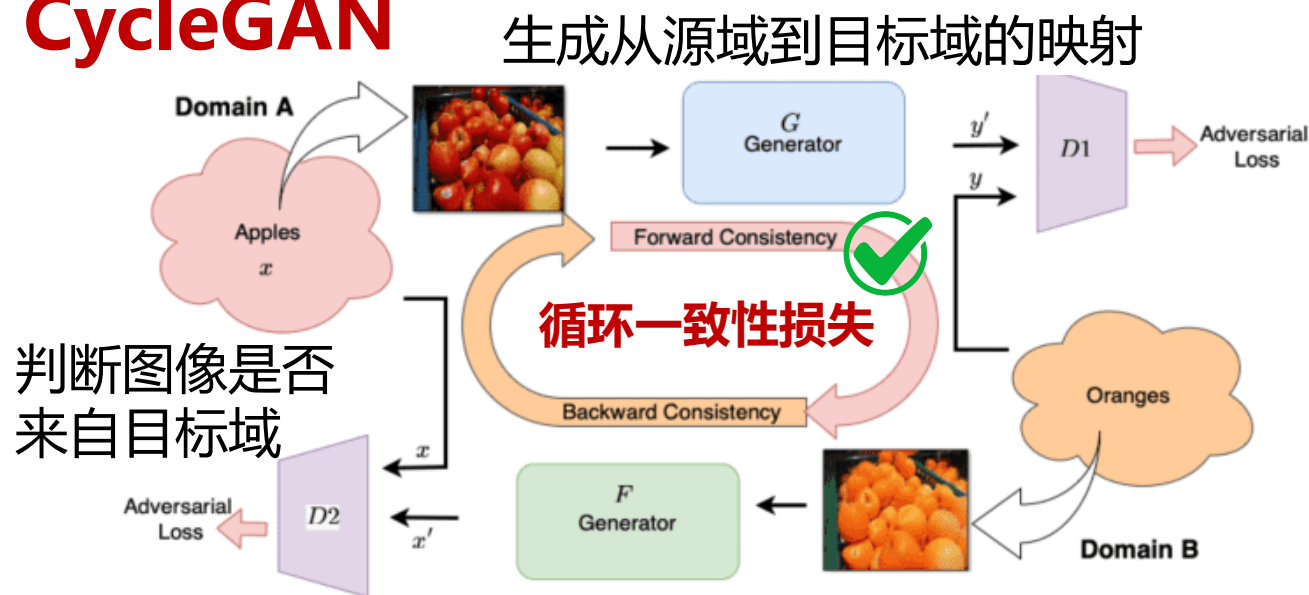 CycleGAN
生成从源域到目标域的映射
Domain A
G
Generator
y′
D1
Adversarial
Loss
y
Apples
x
Forward Consistency
循环一致性损失
判断图像是否
来自目标域
Backward Consistency
Oranges
x
Adversarial
Loss
D2
x′
F
Generator
Domain B